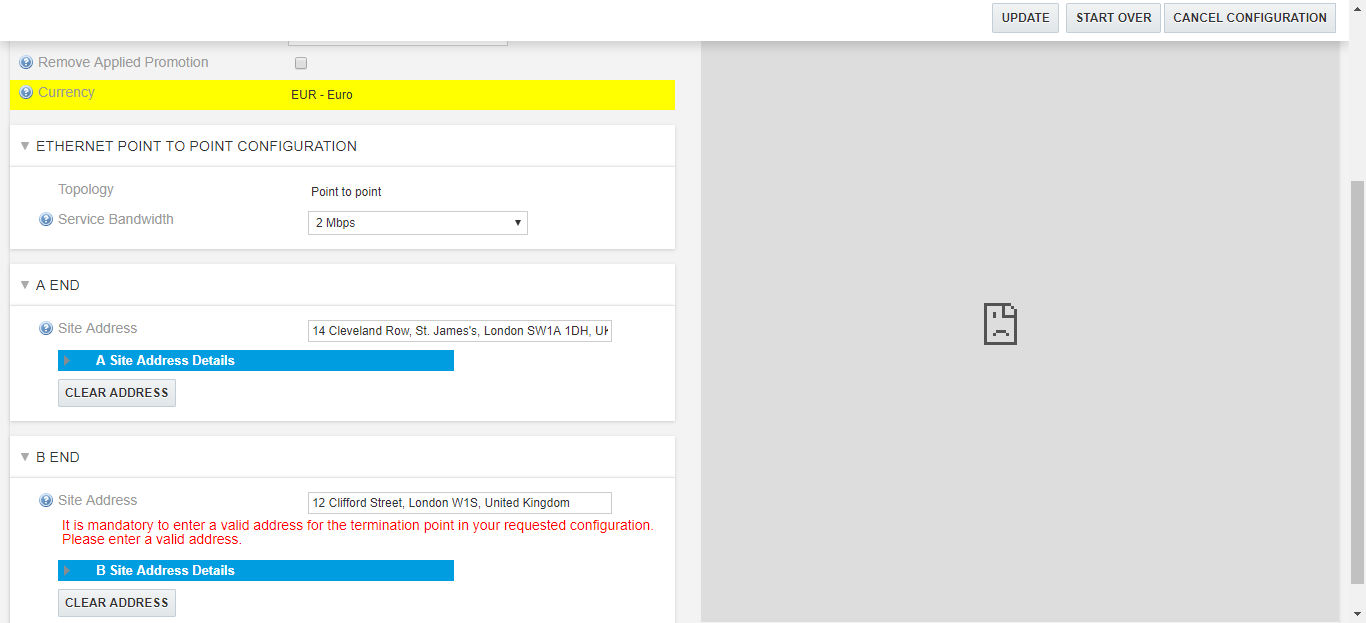 UPDATE START OVER CANCEL CONFIGURATION
Remove Applied Promotion
Currency EUR - Euro
ETHERNET POINT TO POINT CONFIGURATION
Topology Point to point
Service Bandwidth 2 Mbps
A END
Site Address 14 Cleveland Row, St. James's, London SW1A 1DH, UK
A Site Address Details
CLEAR ADDRESS
B END
Site Address 12 Clifford Street, London W1S, United Kingdom
It is mandatory to enter a valid address for the termination point in your requested configuration.
Please enter a valid address.
B Site Address Details
CLEAR ADDRESS